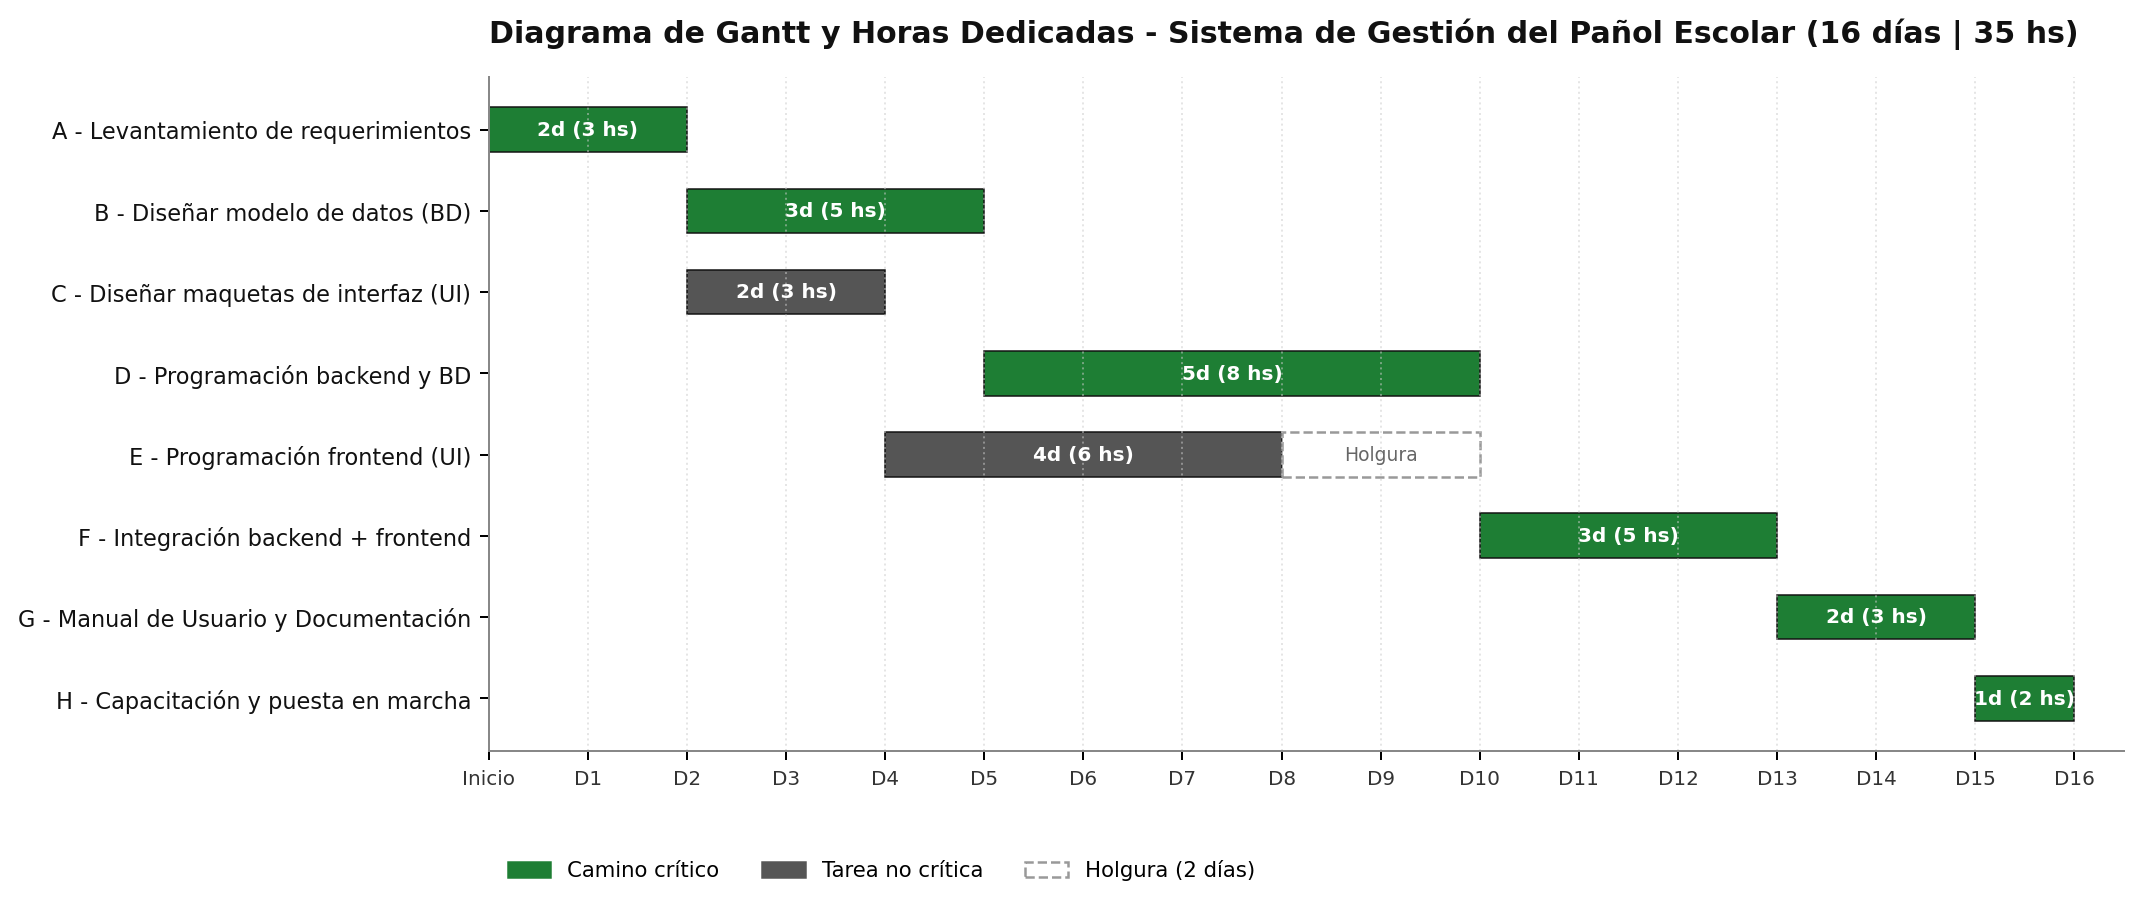 Diagrama de Gantt y Horas Dedicadas - Sistema de Gestión del Pañol Escolar (16 días | 35 hs)
A - Levantamiento de requerimientos
2d (3 hs)
B - Diseñar modelo de datos (BD)
3d (5 hs)
C - Diseñar maquetas de interfaz (UI)
2d (3 hs)
D - Programación backend y BD
5d (8 hs)
E - Programación frontend (UI)
4d (6 hs)
Holgura
F - Integración backend + frontend
3d (5 hs)
G - Manual de Usuario y Documentación
2d (3 hs)
H - Capacitación y puesta en marcha
1d (2 hs)
Inicio D1 D2 D3 D4 D5 D6 D7 D8 D9 D10 D11 D12 D13 D14 D15 D16
Camino crítico Tarea no crítica Holgura (2 días)